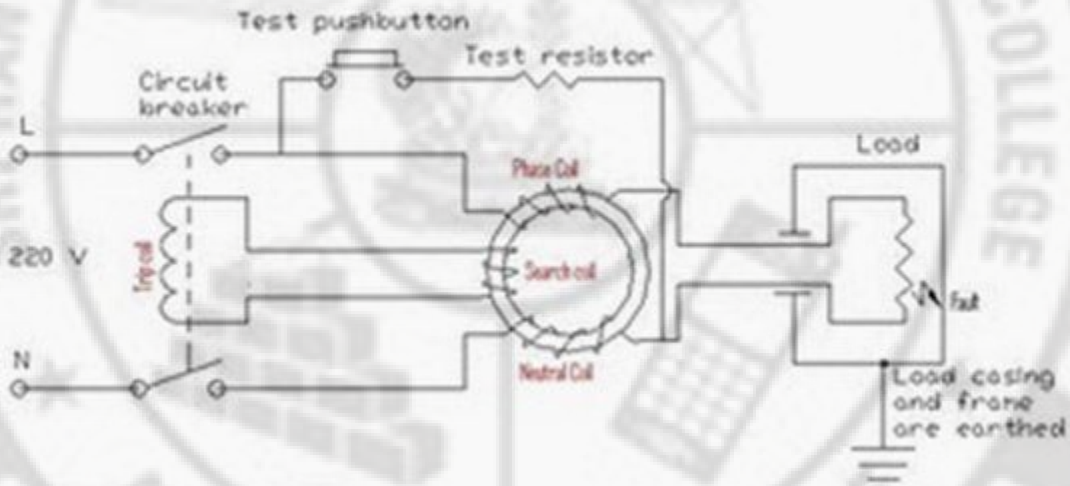 Test pushbutton
Test resistor
Circuit
breaker
L
Phase Coil
Load
220 V
Trip coil
Search coil
Fault
N
Neutral Coil
Load casing
and frame
are earthed
COLLEGE